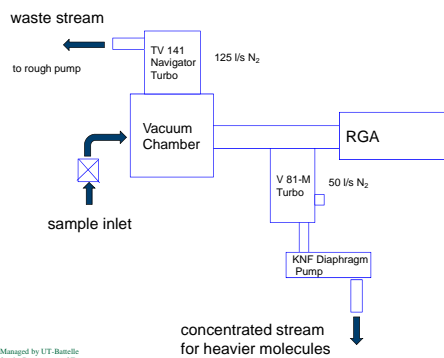 waste stream
to rough pump
TV 141
Navigator
Turbo
125 l/s N₂
Vacuum
Chamber
RGA
V 81-M
Turbo
50 l/s N₂
sample inlet
KNF Diaphragm
Pump
concentrated stream
for heavier molecules
Managed by UT-Battelle